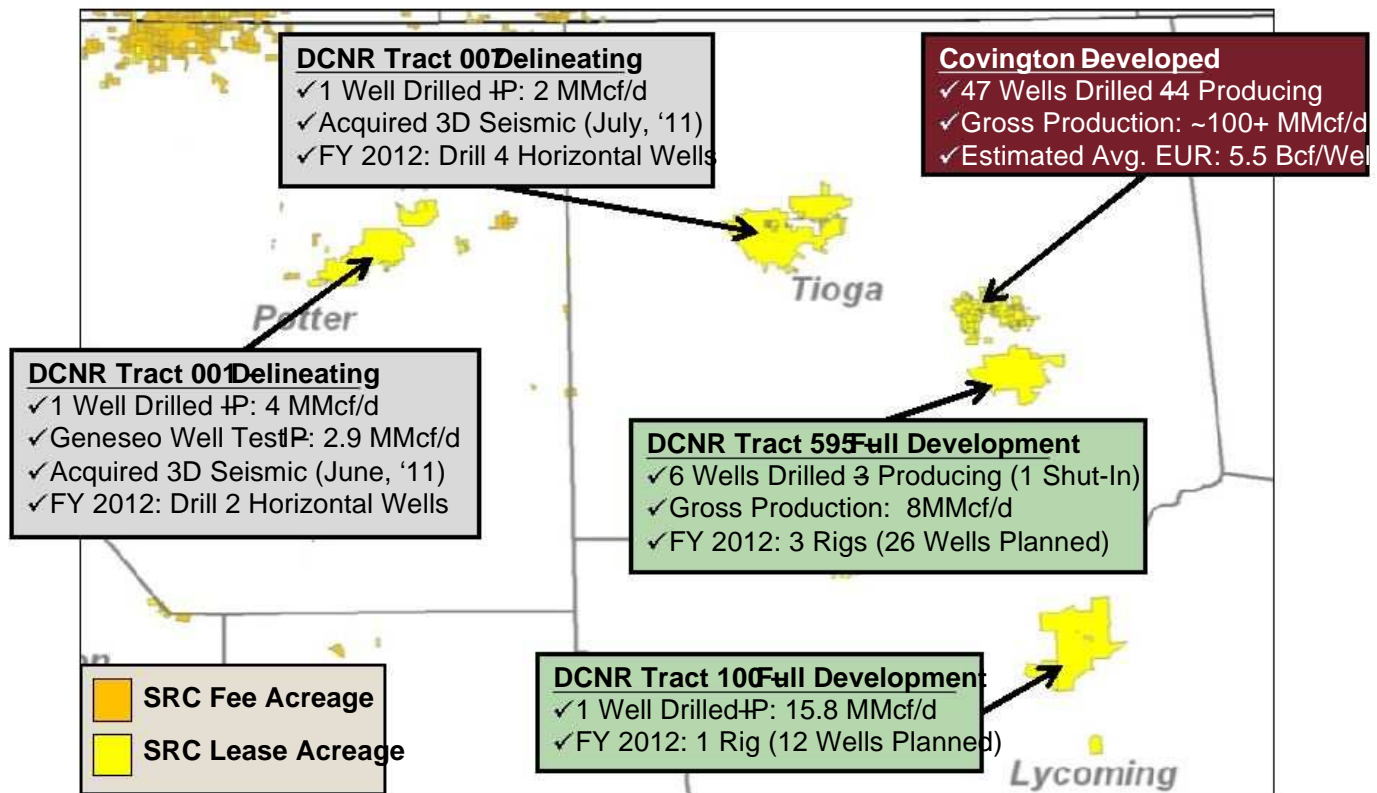 DCNR Tract 007– Delineating
✓1 Well Drilled –IP: 2 MMcf/d
✓Acquired 3D Seismic (July, ‘11)
✓FY 2012: Drill 4 Horizontal Wells
Covington – Developed
✓47 Wells Drilled – 44 Producing
✓Gross Production: ~100+ MMcf/d
✓Estimated Avg. EUR: 5.5 Bcf/Wel
Tioga
Potter
DCNR Tract 001– Delineating
✓1 Well Drilled –IP: 4 MMcf/d
✓Geneseo Well Test–IP: 2.9 MMcf/d
✓Acquired 3D Seismic (June, ‘11)
✓FY 2012: Drill 2 Horizontal Wells
DCNR Tract 595– Full Development
✓6 Wells Drilled – 3 Producing (1 Shut-In)
✓Gross Production: 8MMcf/d
✓FY 2012: 3 Rigs (26 Wells Planned)
DCNR Tract 100– Full Development
✓1 Well Drilled–IP: 15.8 MMcf/d
✓FY 2012: 1 Rig (12 Wells Planned)
SRC Fee Acreage
SRC Lease Acreage
Lycoming